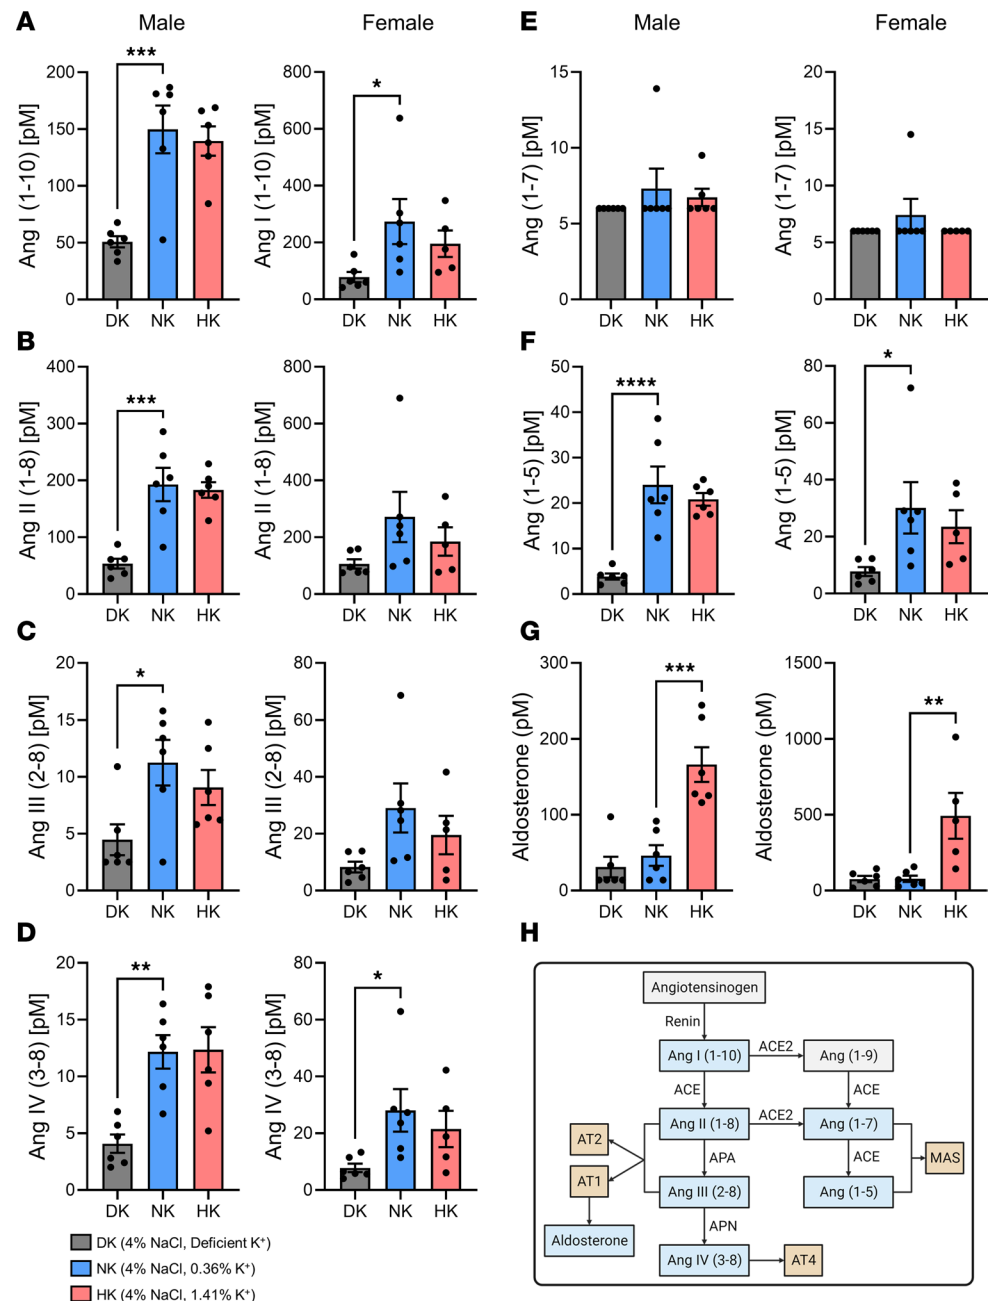 A Male Female
Ang I (1-10) [pM]
200
150
100
50
0
***
DK NK HK
Ang I (1-10) [pM]
800
600
400
200
0
*
DK NK HK
B
Ang II (1-8) [pM]
400
300
200
100
0
***
DK NK HK
Ang II (1-8) [pM]
800
600
400
200
0
DK NK HK
C
Ang III (2-8) [pM]
20
15
10
5
0
*
DK NK HK
Ang III (2-8) [pM]
80
60
40
20
0
DK NK HK
D
Ang IV (3-8) [pM]
20
15
10
5
0
**
DK NK HK
Ang IV (3-8) [pM]
80
60
40
20
0
*
DK NK HK
DK (4% NaCl, Deficient K⁺)
NK (4% NaCl, 0.36% K⁺)
HK (4% NaCl, 1.41% K⁺)
E Male Female
Ang (1-7) [pM]
15
10
5
0
DK NK HK
Ang (1-7) [pM]
20
15
10
5
0
DK NK HK
F
Ang (1-5) [pM]
50
40
30
20
10
0
****
DK NK HK
Ang (1-5) [pM]
80
60
40
20
0
*
DK NK HK
G
Aldosterone (pM)
300
200
100
0
***
DK NK HK
Aldosterone (pM)
1500
1000
500
0
**
DK NK HK
H
Angiotensinogen
Renin
Ang I (1-10) ACE2 Ang (1-9)
ACE ACE
Ang II (1-8) ACE2 Ang (1-7)
AT2 APA ACE MAS
AT1 Ang III (2-8) Ang (1-5)
APN
Aldosterone Ang IV (3-8) AT4